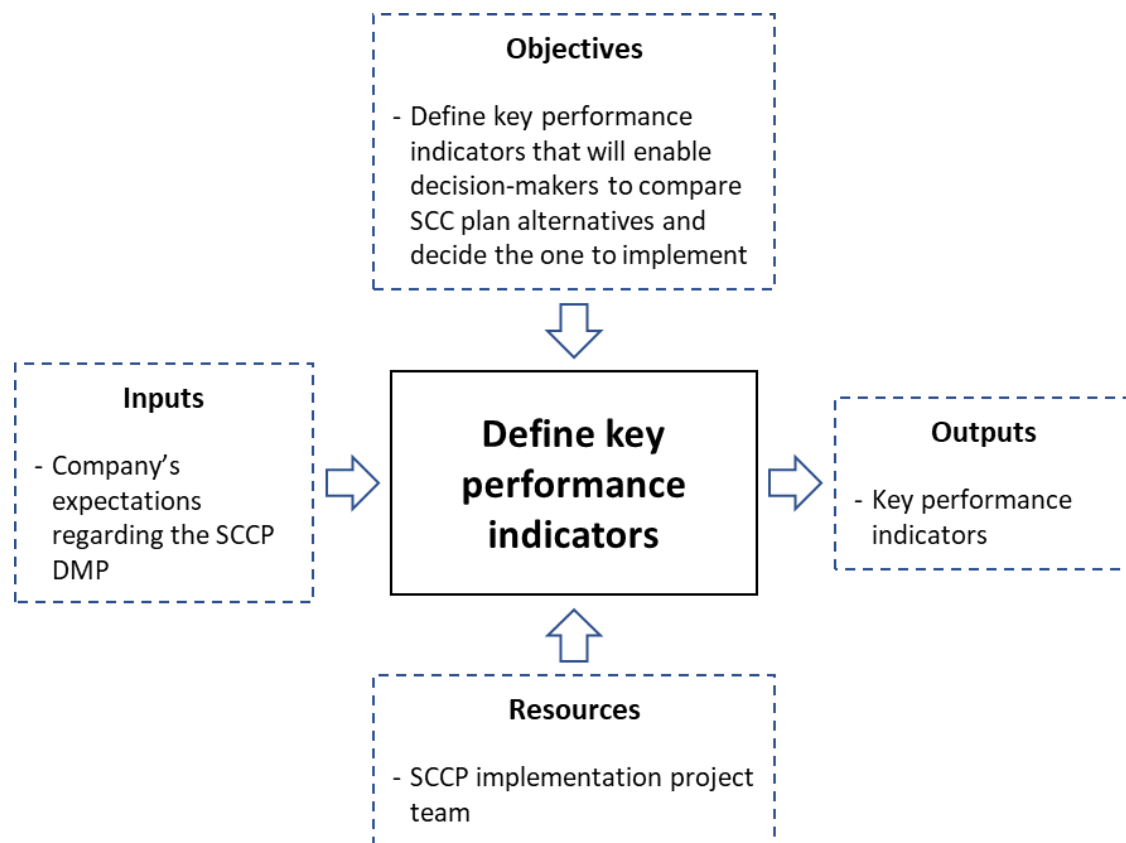 Objectives
- Define key performance
indicators that will enable
decision-makers to compare
SCC plan alternatives and
decide the one to implement
Inputs
- Company’s
expectations
regarding the SCCP
DMP
Define key
performance
indicators
Outputs
- Key performance
indicators
Resources
- SCCP implementation project
team